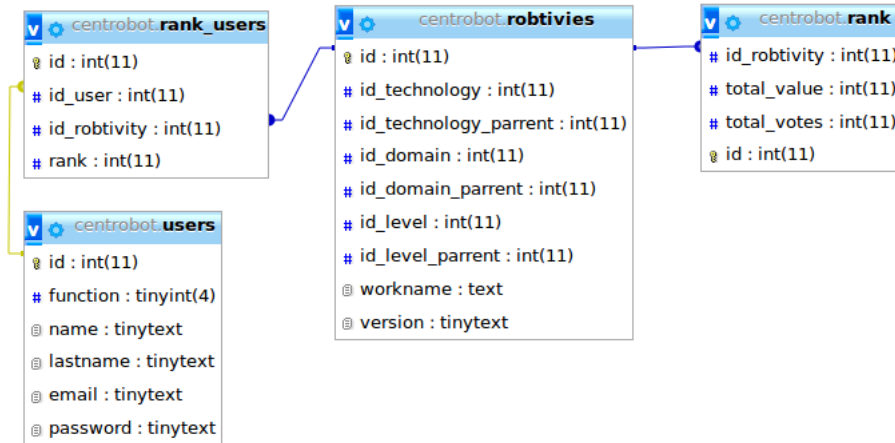 centrobot.rank_users
id : int(11)
# id_user : int(11)
# id_robtivity : int(11)
# rank : int(11)
centrobot.users
id : int(11)
# function : tinyint(4)
name : tinytext
lastname : tinytext
email : tinytext
password : tinytext
centrobot.robtivies
id : int(11)
# id_technology : int(11)
# id_technology_parrent : int(11)
# id_domain : int(11)
# id_domain_parrent : int(11)
# id_level : int(11)
# id_level_parrent : int(11)
workname : text
version : tinytext
centrobot.rank
# id_robtivity : int(11)
# total_value : int(11)
# total_votes : int(11)
id : int(11)